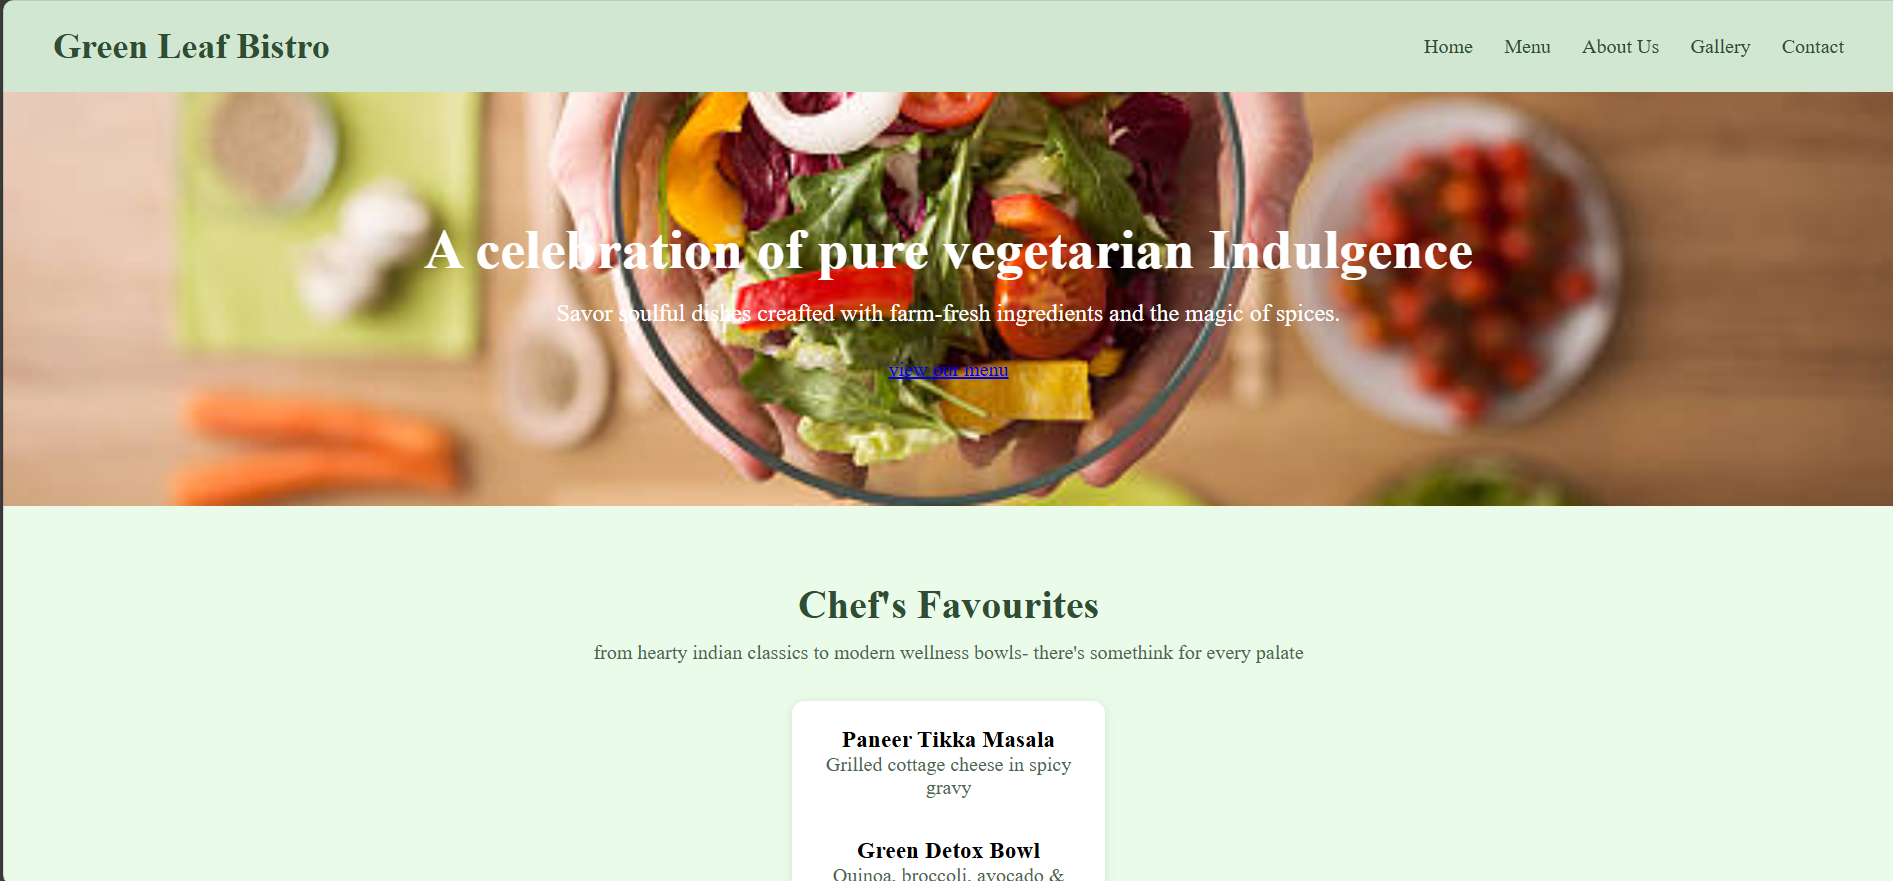 Green Leaf Bistro
Home Menu About Us Gallery Contact
A celebration of pure vegetarian Indulgence
Savor soulful dishes creafted with farm-fresh ingredients and the magic of spices.
view our menu
Chef's Favourites
from hearty indian classics to modern wellness bowls- there's somethink for every palate
Paneer Tikka Masala
Grilled cottage cheese in spicy
gravy
Green Detox Bowl
Quinoa, broccoli, avocado &